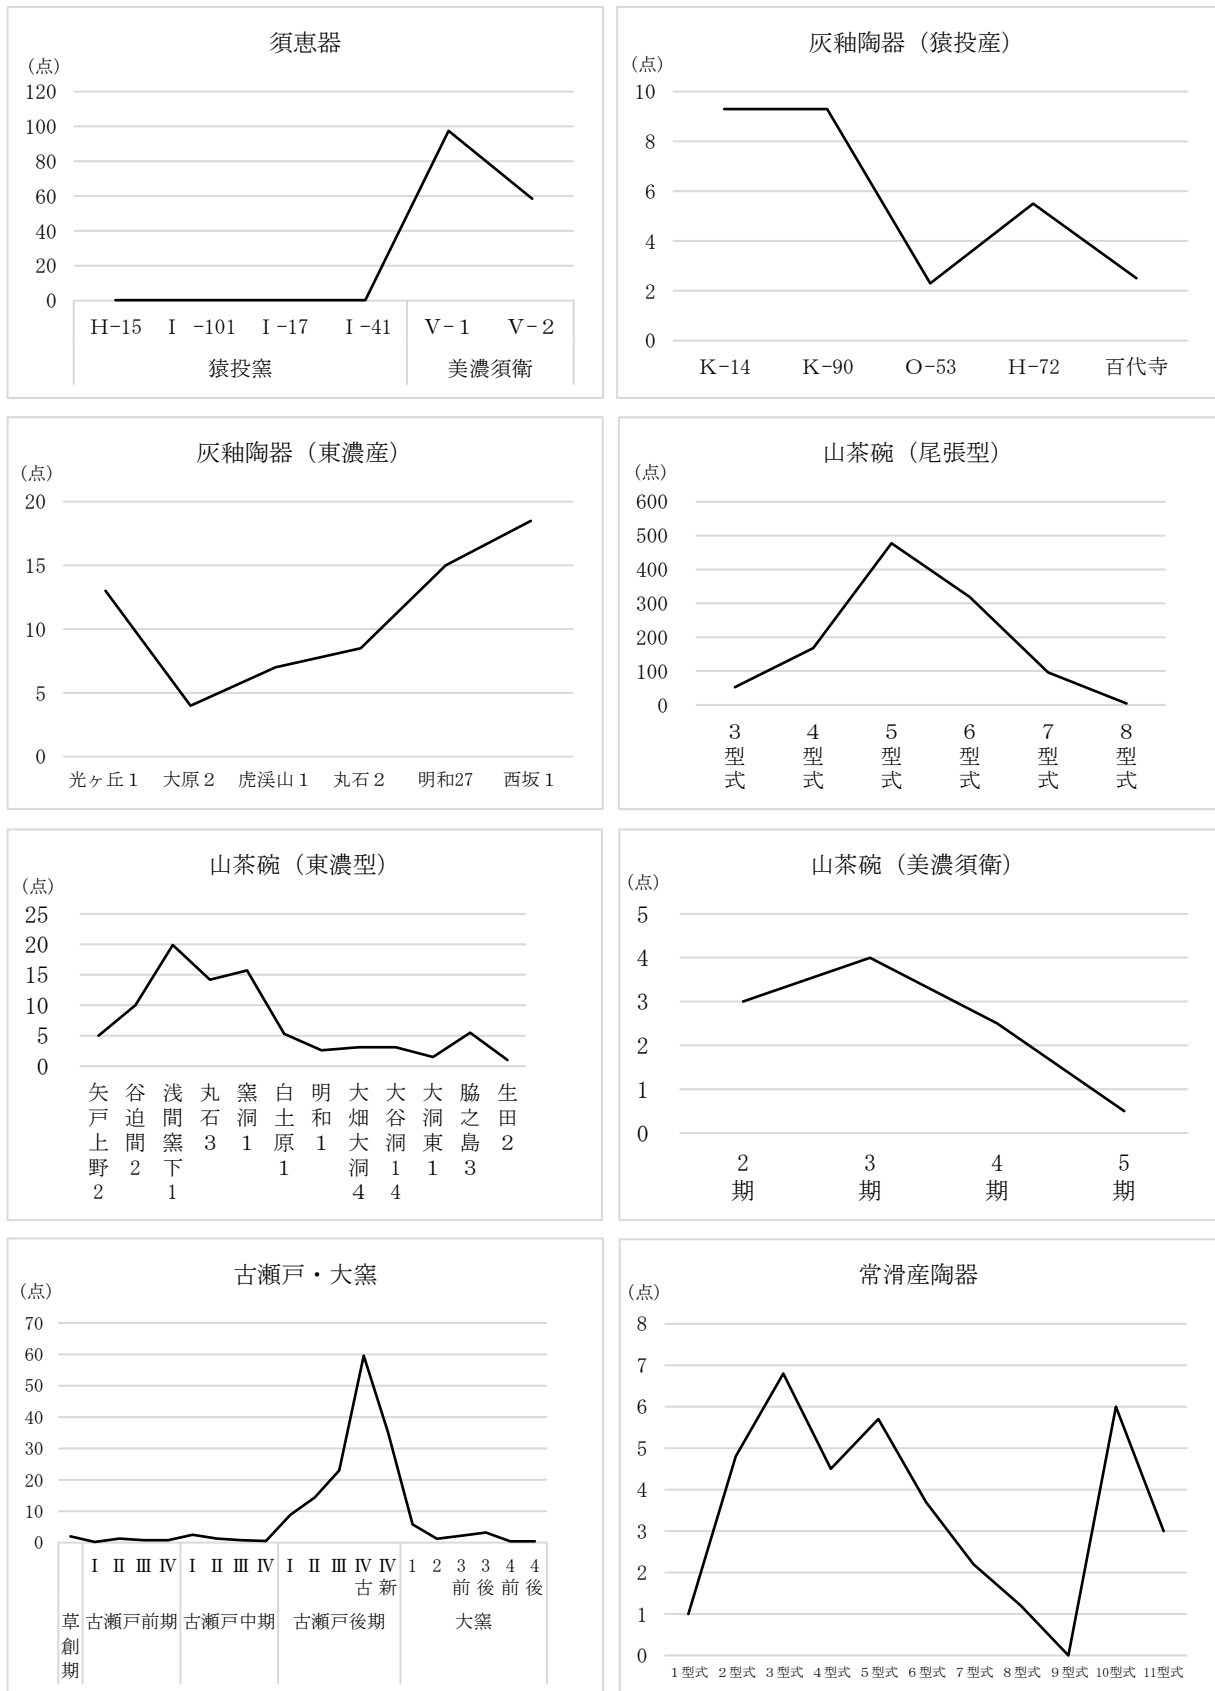 須恵器
(点)
120
100
80
60
40
20
0
H-15 Ⅰ-101 Ⅰ-17 Ⅰ-41 Ⅴ-1 Ⅴ-2
猿投窯 美濃須衛
灰釉陶器（猿投産）
(点)
10
8
6
4
2
0
K-14 K-90 O-53 H-72 百代寺
灰釉陶器（東濃産）
(点)
20
15
10
5
0
光ヶ丘1 大原2 虎渓山1 丸石2 明和27 西坂1
山茶碗（尾張型）
(点)
600
500
400
300
200
100
0
3型式 4型式 5型式 6型式 7型式 8型式
山茶碗（東濃型）
(点)
25
20
15
10
5
0
矢戸上野2 谷迫間2 浅間窯下1 丸石3 窯洞1 白土原1 明和1 大畑大洞4 大谷洞14 大洞東1 脇之島3 生田2
山茶碗（美濃須衛）
(点)
5
4
3
2
1
0
2期 3期 4期 5期
古瀬戸・大窯
(点)
70
60
50
40
30
20
10
0
Ⅰ Ⅱ Ⅲ Ⅳ Ⅰ Ⅱ Ⅲ Ⅳ Ⅰ Ⅱ Ⅲ Ⅳ古 Ⅳ新 1 2 3前 3後 4前 4後
草創期 古瀬戸前期 古瀬戸中期 古瀬戸後期 大窯
常滑産陶器
(点)
8
7
6
5
4
3
2
1
0
1型式 2型式 3型式 4型式 5型式 6型式 7型式 8型式 9型式 10型式 11型式